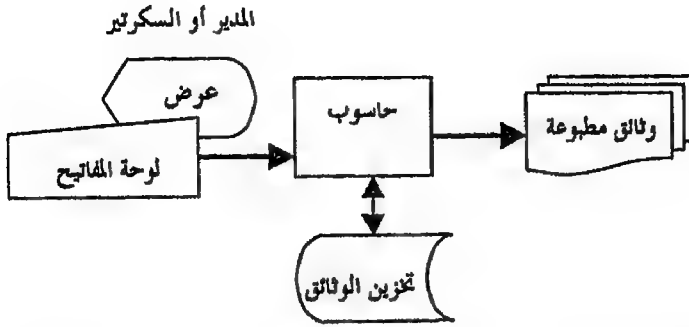 المدير أو السكرتير
عرض
لوحة المفاتيح
حاسوب
وثائق مطبوعة
تخزين الوثائق